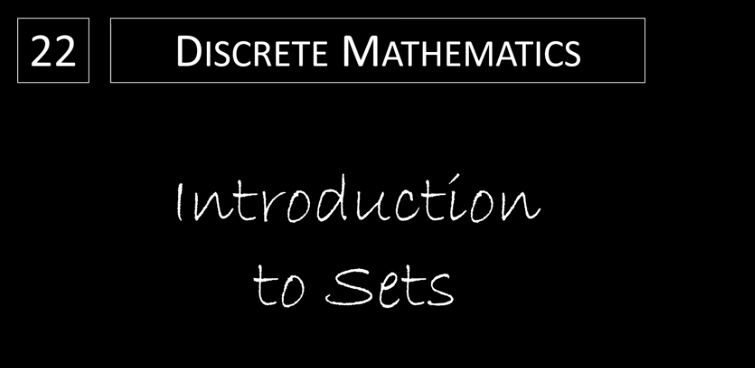 22 DISCRETE MATHEMATICS
Introduction
to Sets